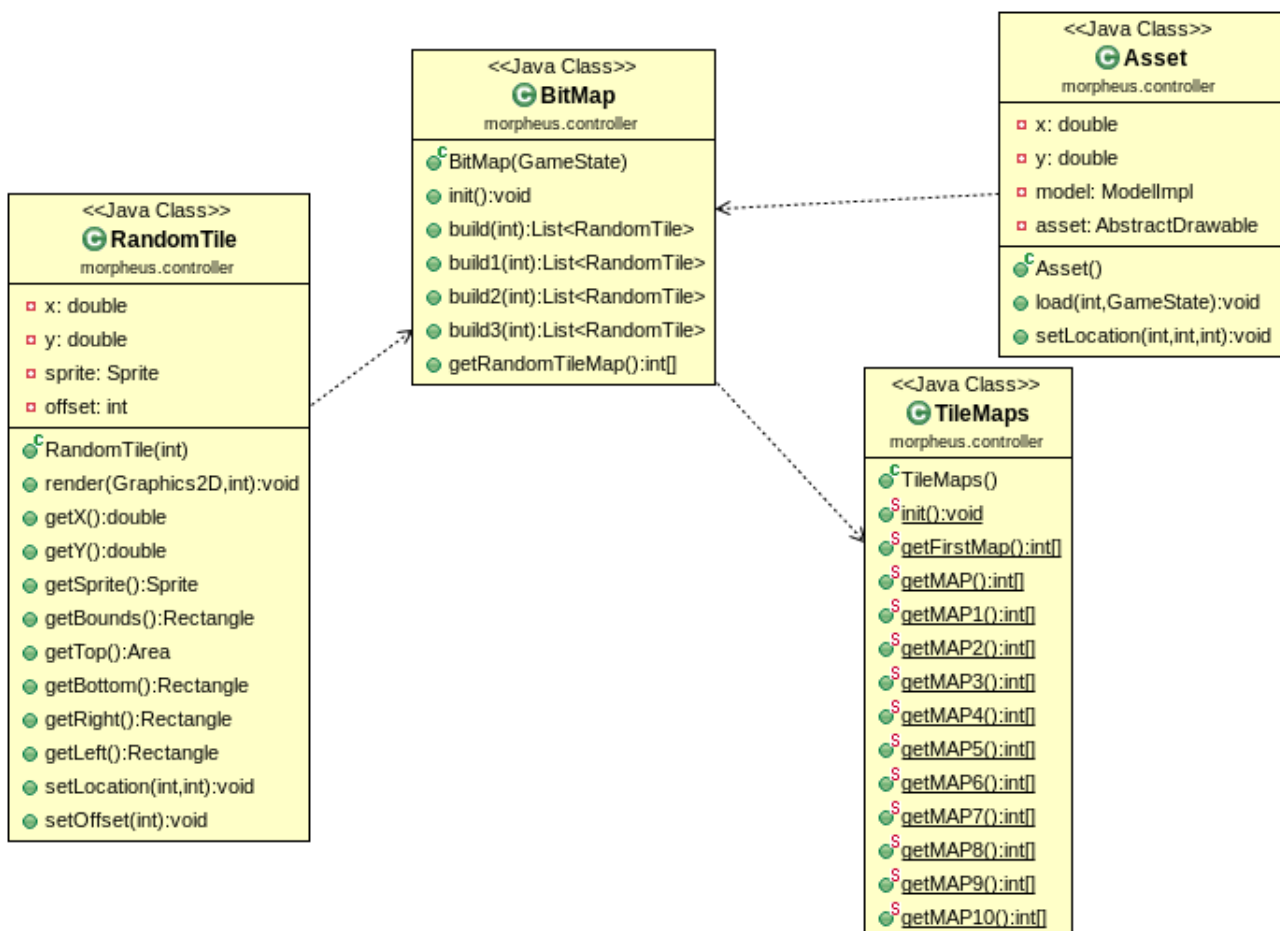 <<Java Class>>
RandomTile
morpheus.controller
x: double
y: double
sprite: Sprite
offset: int
RandomTile(int)
render(Graphics2D,int):void
getX():double
getY():double
getSprite():Sprite
getBounds():Rectangle
getTop():Area
getBottom():Rectangle
getRight():Rectangle
getLeft():Rectangle
setLocation(int,int):void
setOffset(int):void
<<Java Class>>
BitMap
morpheus.controller
BitMap(GameState)
init():void
build(int):List<RandomTile>
build1(int):List<RandomTile>
build2(int):List<RandomTile>
build3(int):List<RandomTile>
getRandomTileMap():int[]
<<Java Class>>
Asset
morpheus.controller
x: double
y: double
model: ModelImpl
asset: AbstractDrawable
Asset()
load(int,GameState):void
setLocation(int,int,int):void
<<Java Class>>
TileMaps
morpheus.controller
TileMaps()
init():void
getFirstMap():int[]
getMAP():int[]
getMAP1():int[]
getMAP2():int[]
getMAP3():int[]
getMAP4():int[]
getMAP5():int[]
getMAP6():int[]
getMAP7():int[]
getMAP8():int[]
getMAP9():int[]
getMAP10():int[]